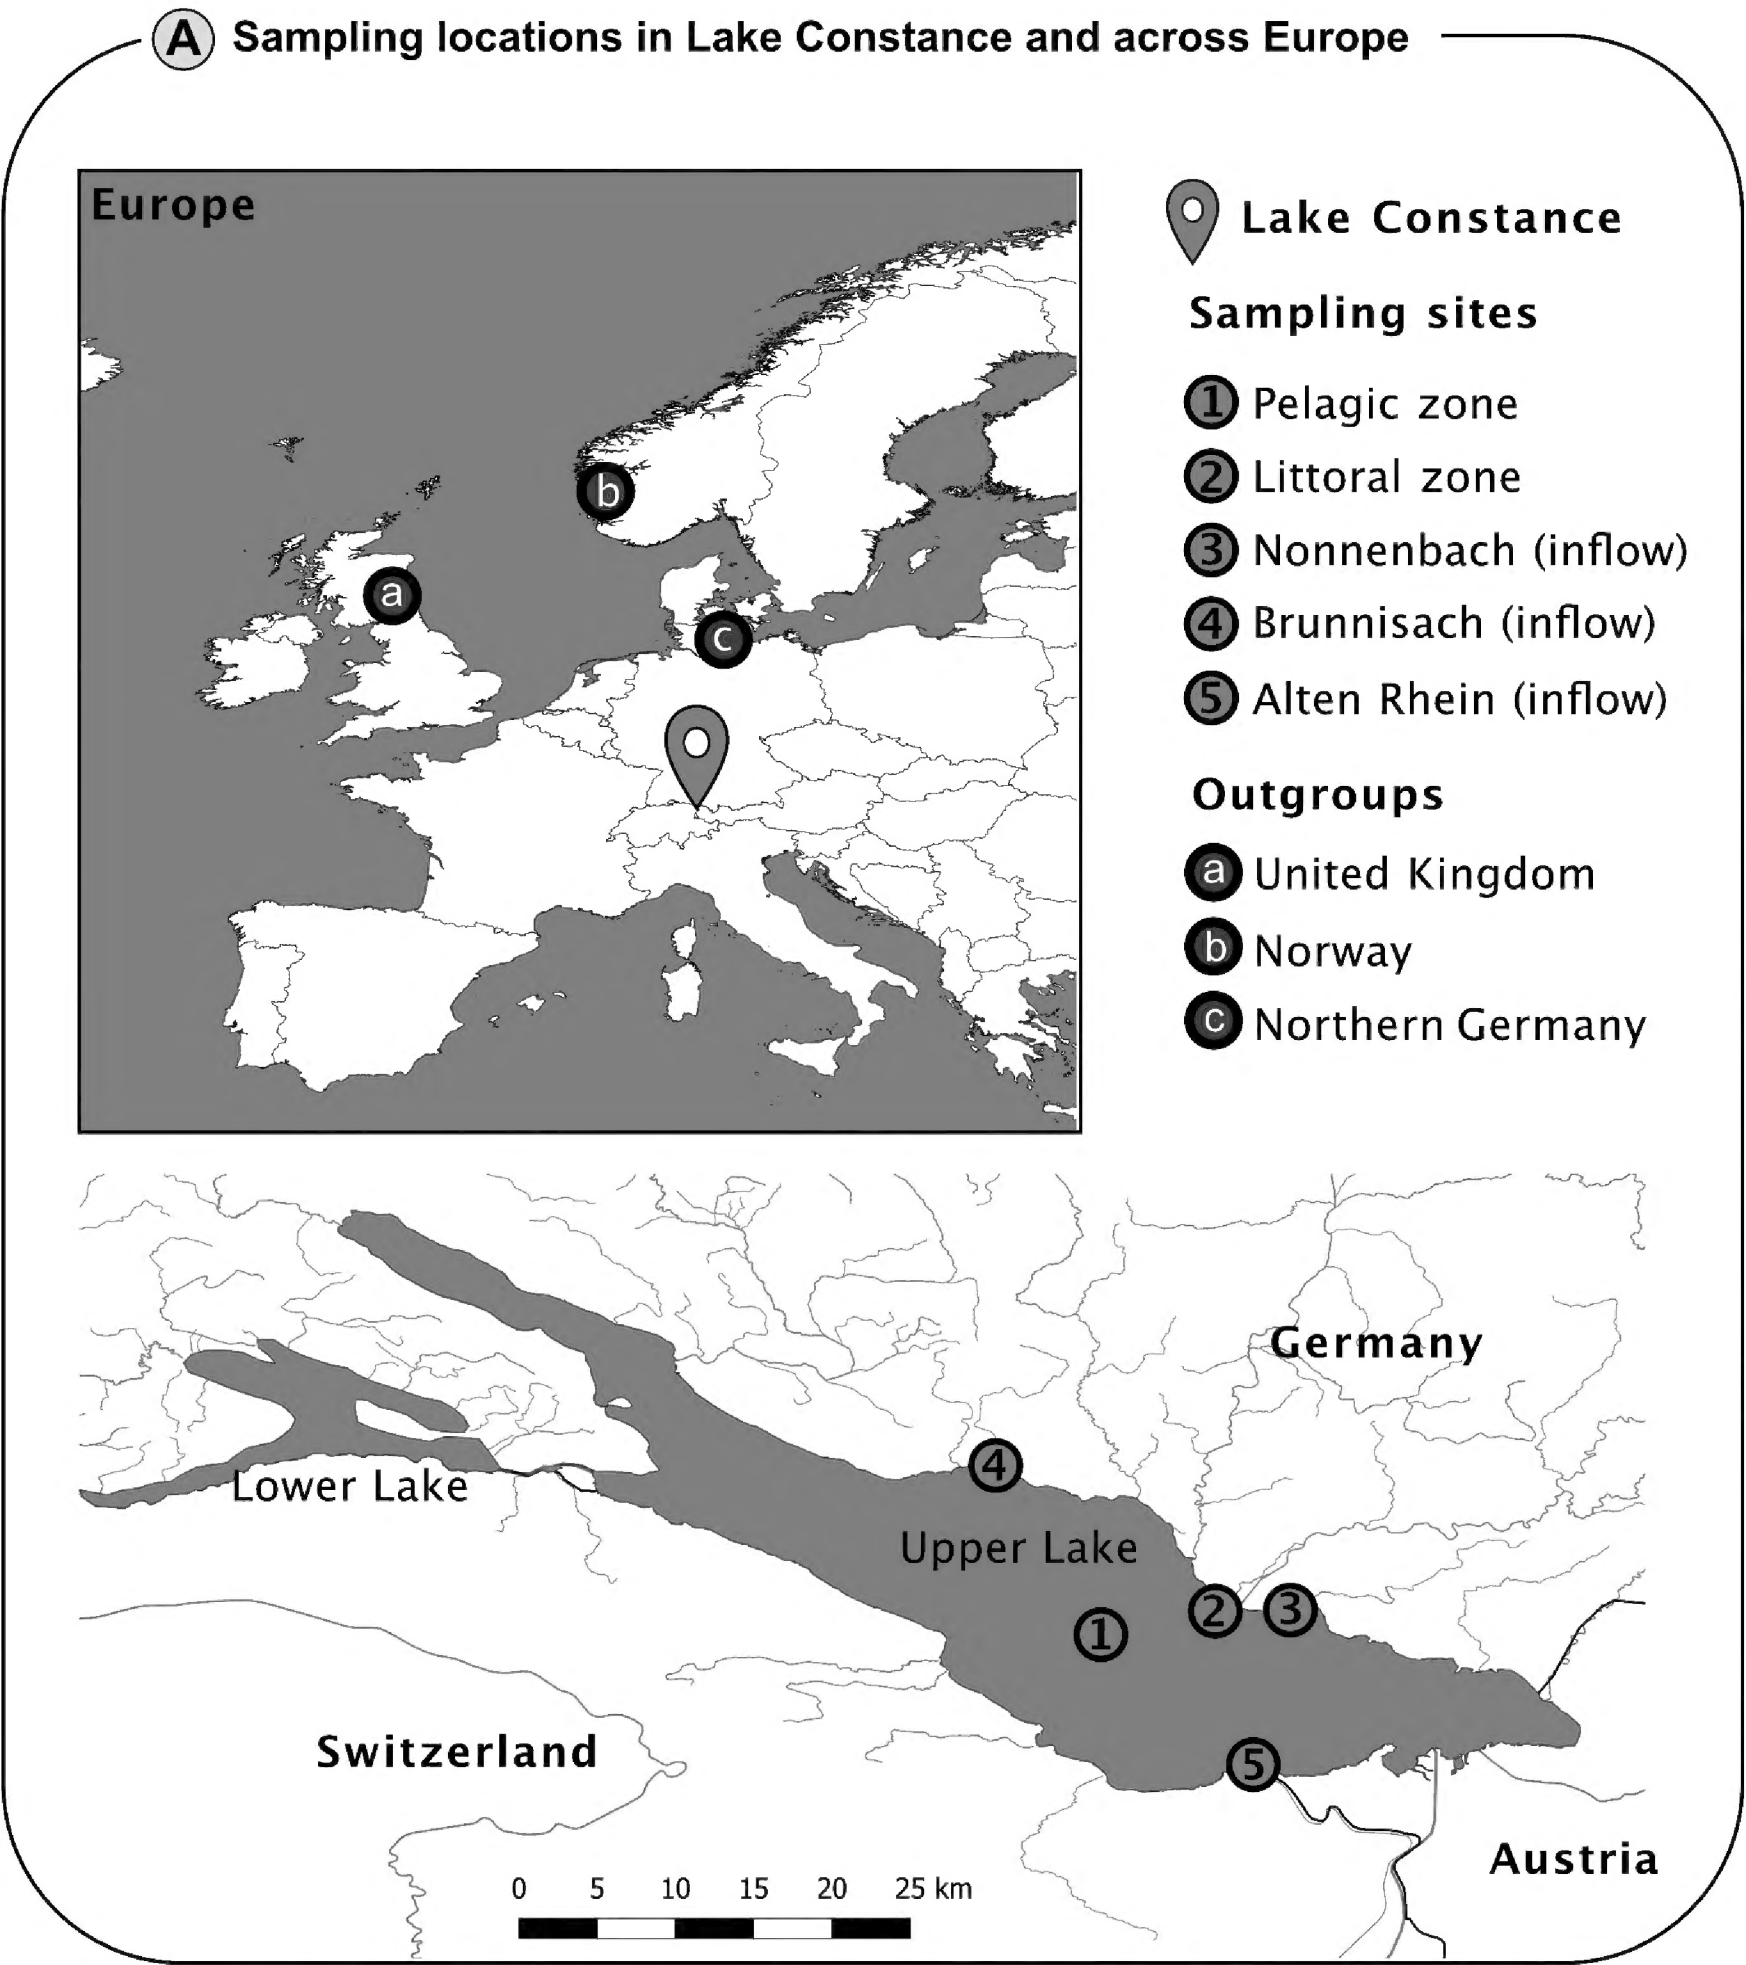 A Sampling locations in Lake Constance and across Europe
Europe
b
a
c
Lake Constance
Sampling sites
1 Pelagic zone
2 Littoral zone
3 Nonnenbach (inflow)
4 Brunnisach (inflow)
5 Alten Rhein (inflow)
Outgroups
a United Kingdom
b Norway
c Northern Germany
Germany
4
Lower Lake
Upper Lake
2 3
1
Switzerland
5
Austria
0 5 10 15 20 25 km